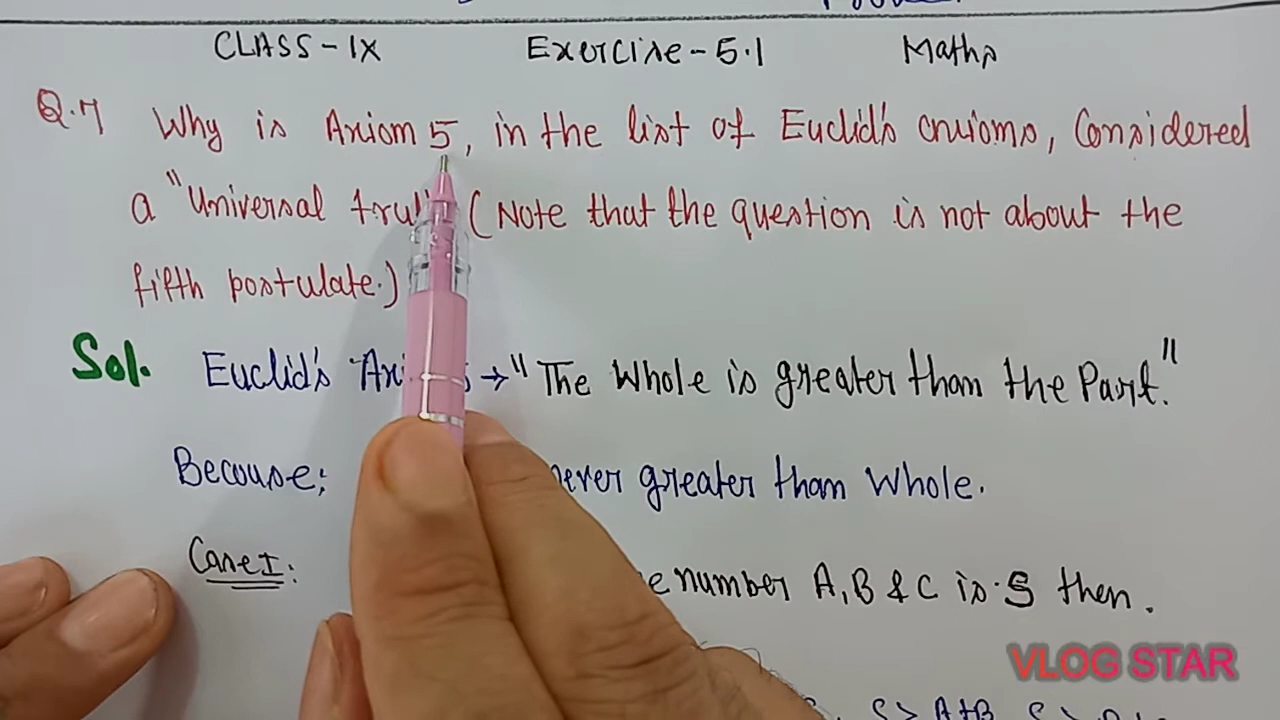 CLASS-IX Exercise-5.1 Maths
Q.7 Why is Axiom 5, in the list of Euclid's axioms, Considered
a "Universal (Note that the question is not about the
fifth postulate.)
Sol. Euclid's → "The Whole is greater than the Part."
Becouse; never greater than Whole.
Case I: number A, B & C is S then.
VLOG STAR
S > A+B,